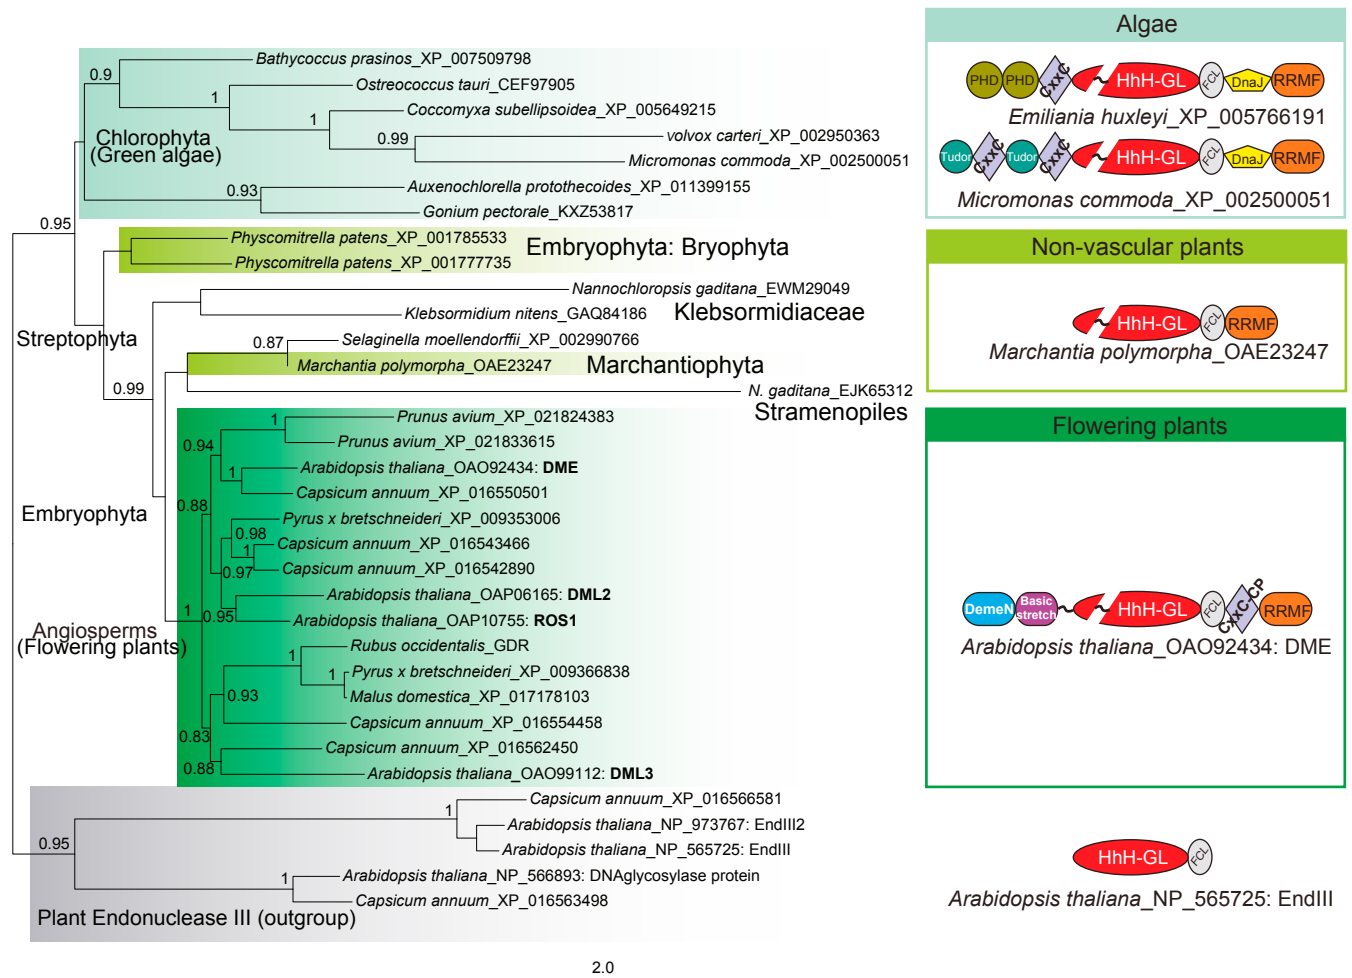 0.9
Bathycoccus prasinos_XP_007509798
Ostreococcus tauri_CEF97905
1
Coccomyxa subellipsoidea_XP_005649215
1
Chlorophyta
(Green algae)
0.99
volvox carteri_XP_002950363
Micromonas commoda_XP_002500051
0.93
Auxenochlorella protothecoides_XP_011399155
Gonium pectorale_KXZ53817
0.95
Physcomitrella patens_XP_001785533
Physcomitrella patens_XP_001777735
Embryophyta: Bryophyta
Nannochloropsis gaditana_EWM29049
Klebsormidium nitens_GAQ84186
Klebsormidiaceae
Streptophyta
0.87
Selaginella moellendorffii_XP_002990766
Marchantia polymorpha_OAE23247
Marchantiophyta
0.99
N. gaditana_EJK65312
Stramenopiles
1
Prunus avium_XP_021824383
0.94
Prunus avium_XP_021833615
1
Arabidopsis thaliana_OAO92434: DME
Capsicum annuum_XP_016550501
0.88
Embryophyta
Pyrus x bretschneideri_XP_009353006
0.98
Capsicum annuum_XP_016543466
1
0.97
Capsicum annuum_XP_016542890
Arabidopsis thaliana_OAP06165: DML2
1
0.95
Arabidopsis thaliana_OAP10755: ROS1
Angiosperms
(Flowering plants)
Rubus occidentalis_GDR
1
Pyrus x bretschneideri_XP_009366838
1
0.93
Malus domestica_XP_017178103
Capsicum annuum_XP_016554458
0.83
Capsicum annuum_XP_016562450
0.88
Arabidopsis thaliana_OAO99112: DML3
Capsicum annuum_XP_016566581
1
Arabidopsis thaliana_NP_973767: EndIII2
0.95
Arabidopsis thaliana_NP_565725: EndIII
1
Arabidopsis thaliana_NP_566893: DNAglycosylase protein
Capsicum annuum_XP_016563498
Plant Endonuclease III (outgroup)
2.0
Algae
PHD PHD CxxC HhH-GL FCL DnaJ RRMF
Emiliania huxleyi_XP_005766191
Tudor CxxC Tudor CxxC HhH-GL FCL DnaJ RRMF
Micromonas commoda_XP_002500051
Non-vascular plants
HhH-GL FCL RRMF
Marchantia polymorpha_OAE23247
Flowering plants
DemeN Basic stretch HhH-GL FCL CxxC-CP RRMF
Arabidopsis thaliana_OAO92434: DME
HhH-GL FCL
Arabidopsis thaliana_NP_565725: EndIII